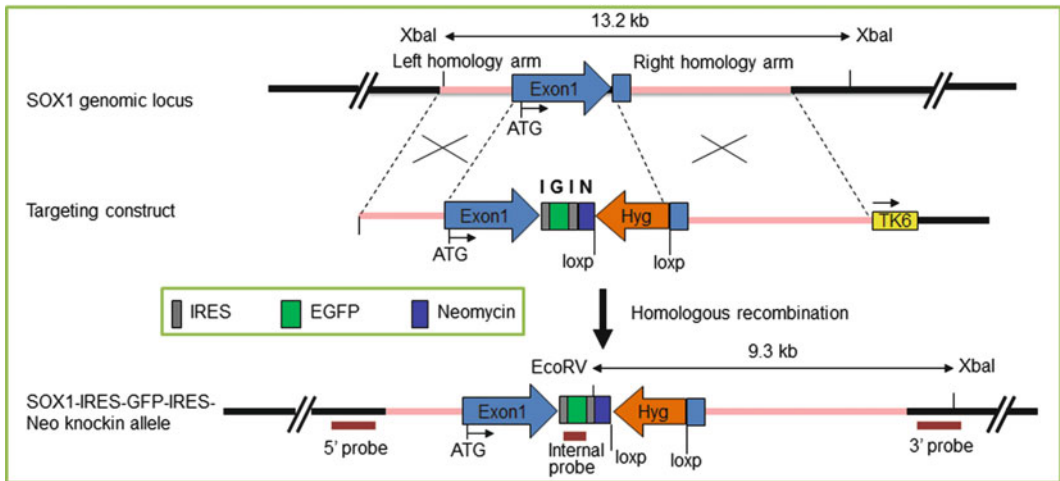 13.2 kb
XbaI
XbaI
Left homology arm
Right homology arm
Exon1
SOX1 genomic locus
ATG
I G I N
Targeting construct
Exon1
Hyg
TK6
ATG
loxp
loxp
IRES
EGFP
Neomycin
Homologous recombination
9.3 kb
EcoRV
XbaI
SOX1-IRES-GFP-IRES-
Neo knockin allele
Exon1
Hyg
5’ probe
ATG
Internal
probe
loxp
loxp
3’ probe